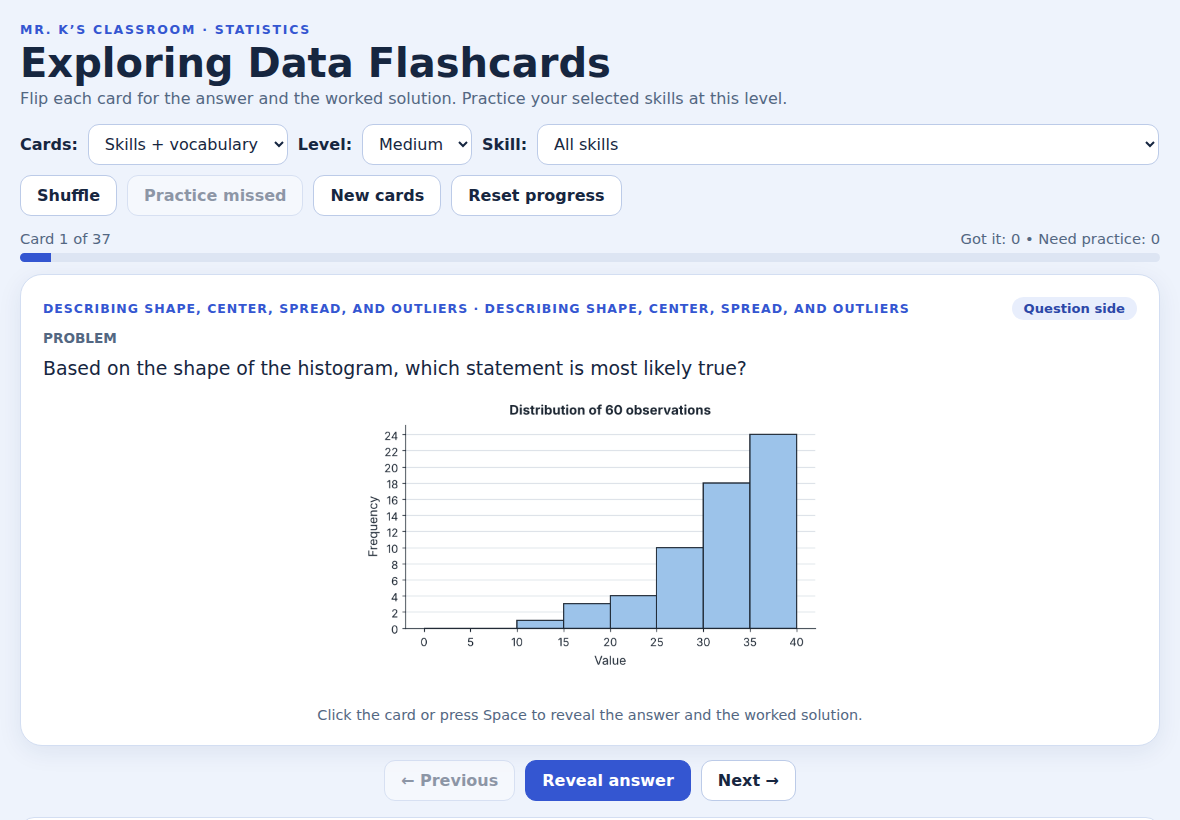 MR. K’S CLASSROOM · STATISTICS
Exploring Data Flashcards
Flip each card for the answer and the worked solution. Practice your selected skills at this level.
Cards: Skills + vocabulary Level: Medium Skill: All skills
Shuffle Practice missed New cards Reset progress
Card 1 of 37 Got it: 0 • Need practice: 0
DESCRIBING SHAPE, CENTER, SPREAD, AND OUTLIERS · DESCRIBING SHAPE, CENTER, SPREAD, AND OUTLIERS Question side
PROBLEM
Based on the shape of the histogram, which statement is most likely true?
Distribution of 60 observations
24
22
20
18
16
14
12
10
8
6
4
2
0
Frequency
0 5 10 15 20 25 30 35 40
Value
Click the card or press Space to reveal the answer and the worked solution.
← Previous Reveal answer Next →